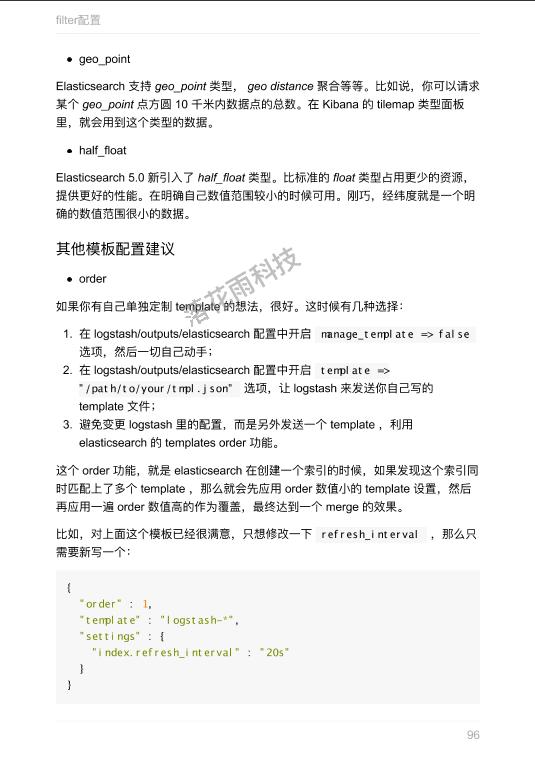 filter配置
• geo_point
Elasticsearch 支持 geo_point 类型， geo distance 聚合等等。比如说，你可以请求
某个 geo_point 点方圆 10 千米内数据点的总数。在 Kibana 的 tilemap 类型面板
里，就会用到这个类型的数据。
• half_float
Elasticsearch 5.0 新引入了 half_float 类型。比标准的 float 类型占用更少的资源，
提供更好的性能。在明确自己数值范围较小的时候可用。刚巧，经纬度就是一个明
确的数值范围很小的数据。
其他模板配置建议
• order
落花雨科技
如果你有自己单独定制 template 的想法，很好。这时候有几种选择：
1. 在 logstash/outputs/elasticsearch 配置中开启 manage_template => false
选项，然后一切自己动手；
2. 在 logstash/outputs/elasticsearch 配置中开启 template =>
"/path/to/your/tmpl.json" 选项，让 logstash 来发送你自己写的
template 文件；
3. 避免变更 logstash 里的配置，而是另外发送一个 template ，利用
elasticsearch 的 templates order 功能。
这个 order 功能，就是 elasticsearch 在创建一个索引的时候，如果发现这个索引同
时匹配上了多个 template ，那么就会先应用 order 数值小的 template 设置，然后
再应用一遍 order 数值高的作为覆盖，最终达到一个 merge 的效果。
比如，对上面这个模板已经很满意，只想修改一下 refresh_interval ，那么只
需要新写一个：
{
"order" : 1,
"template" : "logstash-*",
"settings" : {
"index.refresh_interval" : "20s"
}
}
96